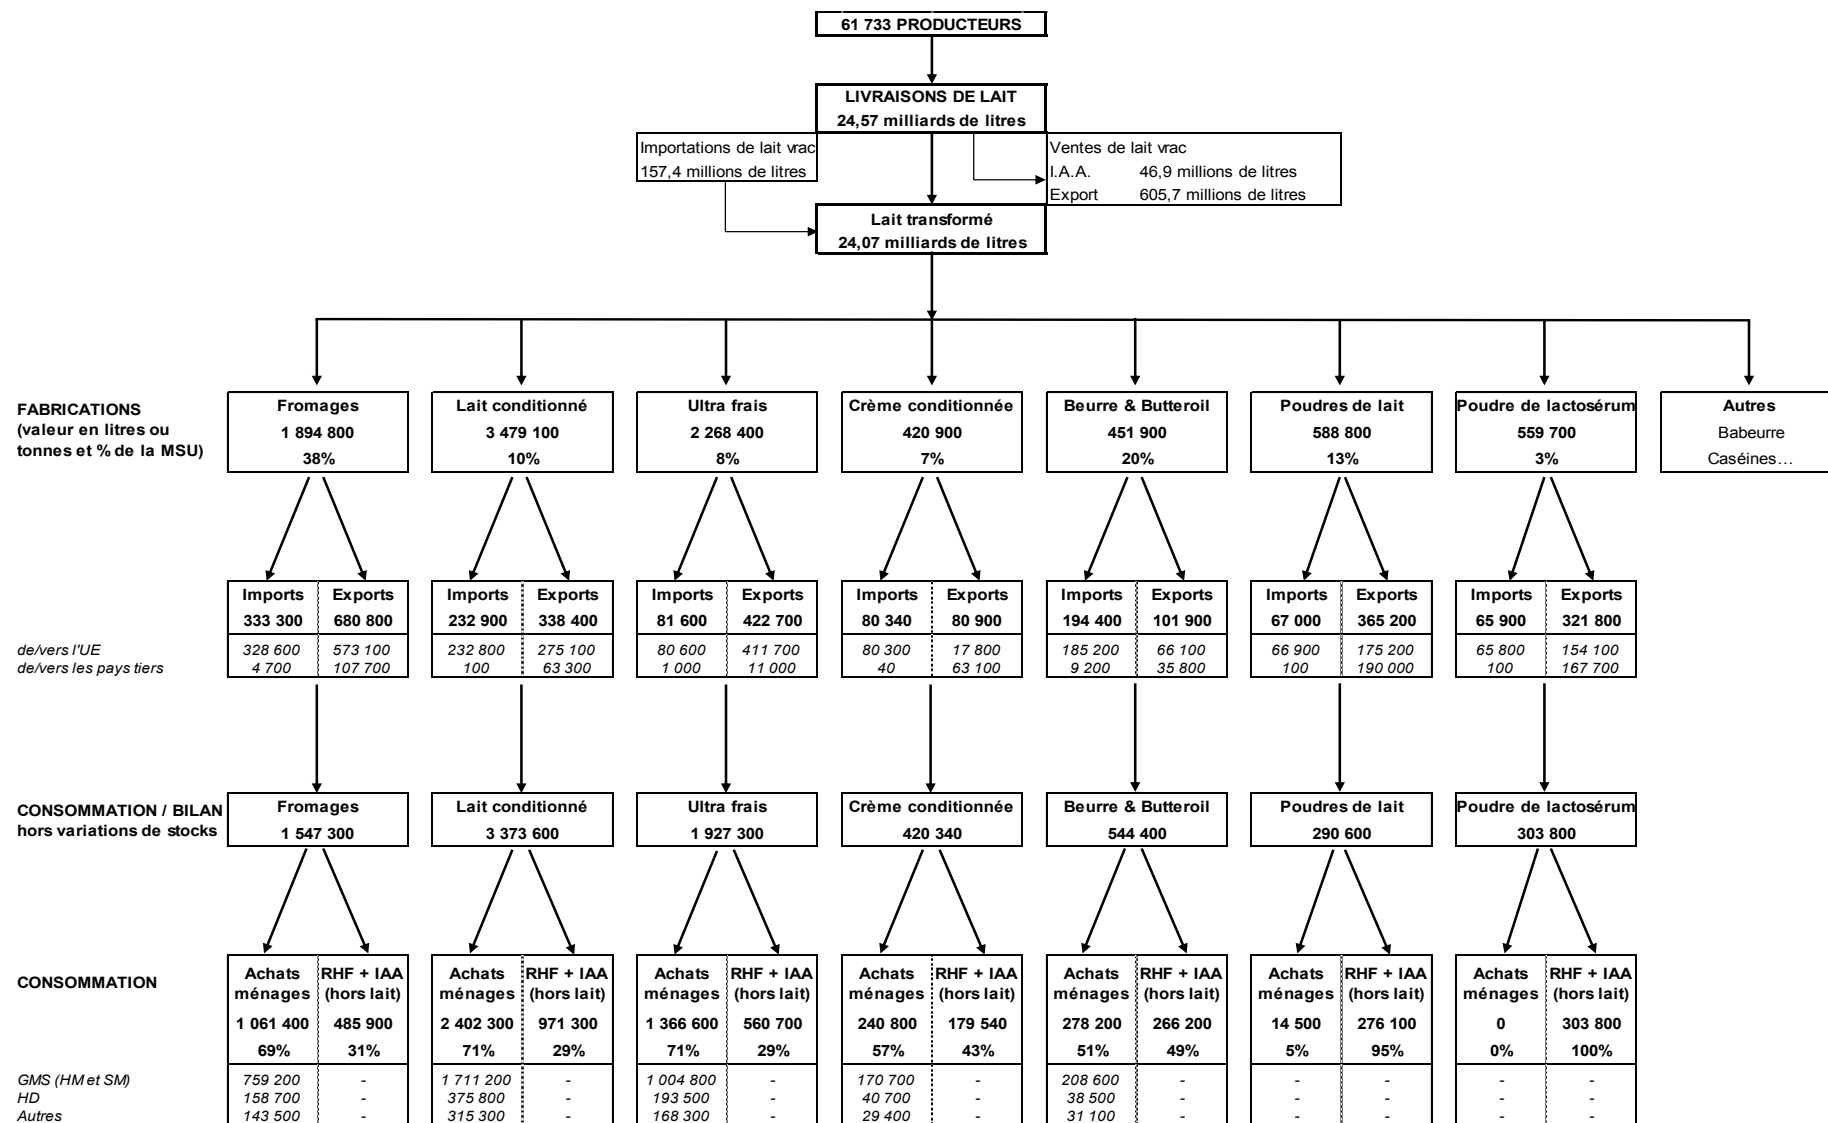 61 733 PRODUCTEURS
LIVRAISONS DE LAIT
24,57 milliards de litres
Importations de lait vrac
157,4 millions de litres
Ventes de lait vrac
I.A.A. 46,9 millions de litres
Export 605,7 millions de litres
Lait transformé
24,07 milliards de litres
FABRICATIONS
(valeur en litres ou
tonnes et % de la MSU)
Fromages
1 894 800
38%
Lait conditionné
3 479 100
10%
Ultra frais
2 268 400
8%
Crème conditionnée
420 900
7%
Beurre & Butteroil
451 900
20%
Poudres de lait
588 800
13%
Poudre de lactosérum
559 700
3%
Autres
Babeurre
Caséines…
Imports Exports Imports Exports Imports Exports Imports Exports Imports Exports Imports Exports Imports Exports
333 300 680 800 232 900 338 400 81 600 422 700 80 340 80 900 194 400 101 900 67 000 365 200 65 900 321 800
de/vers l'UE 328 600 573 100 232 800 275 100 80 600 411 700 80 300 17 800 185 200 66 100 66 900 175 200 65 800 154 100
de/vers les pays tiers 4 700 107 700 100 63 300 1 000 11 000 40 63 100 9 200 35 800 100 190 000 100 167 700
CONSOMMATION / BILAN
hors variations de stocks
Fromages
1 547 300
Lait conditionné
3 373 600
Ultra frais
1 927 300
Crème conditionnée
420 340
Beurre & Butteroil
544 400
Poudres de lait
290 600
Poudre de lactosérum
303 800
CONSOMMATION
Achats RHF + IAA Achats RHF + IAA Achats RHF + IAA Achats RHF + IAA Achats RHF + IAA Achats RHF + IAA Achats RHF + IAA
ménages (hors lait) ménages (hors lait) ménages (hors lait) ménages (hors lait) ménages (hors lait) ménages (hors lait) ménages (hors lait)
1 061 400 485 900 2 402 300 971 300 1 366 600 560 700 240 800 179 540 278 200 266 200 14 500 276 100 0 303 800
69% 31% 71% 29% 71% 29% 57% 43% 51% 49% 5% 95% 0% 100%
GMS (HM et SM) 759 200 - 1 711 200 - 1 004 800 - 170 700 - 208 600 - - - - -
HD 158 700 - 375 800 - 193 500 - 40 700 - 38 500 - - - - -
Autres 143 500 - 315 300 - 168 300 - 29 400 - 31 100 - - - - -